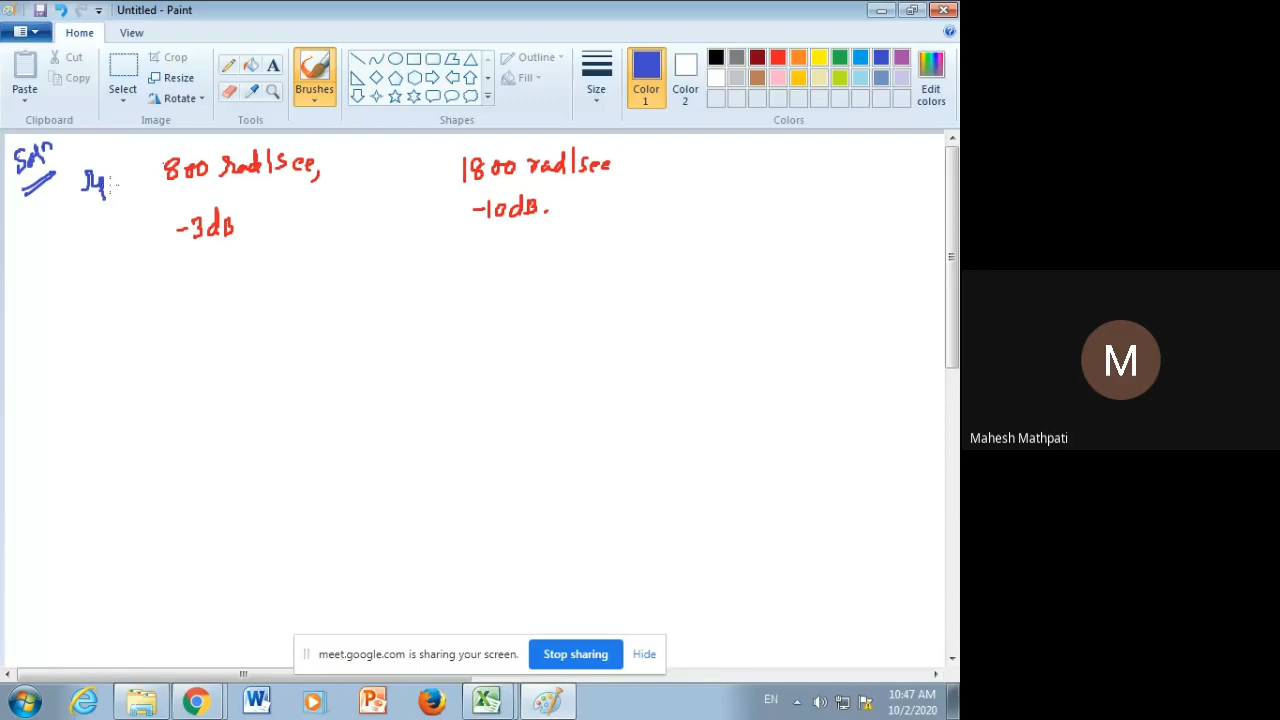 Untitled - Paint
Home View
Paste
Cut
Copy
Clipboard
Select
Crop
Resize
Rotate
Image
A
Tools
Brushes
Outline
Fill
Shapes
Size
Color 1
Color 2
Edit colors
Colors
Soln
800 rad/sec, 1800 rad/sec
-3dB -10dB.
M
Mahesh Mathpati
meet.google.com is sharing your screen. Stop sharing Hide
EN
10:47 AM
10/2/2020